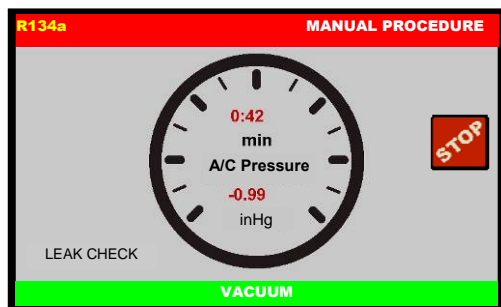 R134a MANUAL PROCEDURE
0:42
min
A/C Pressure
STOP
-0.99
inHg
LEAK CHECK
VACUUM